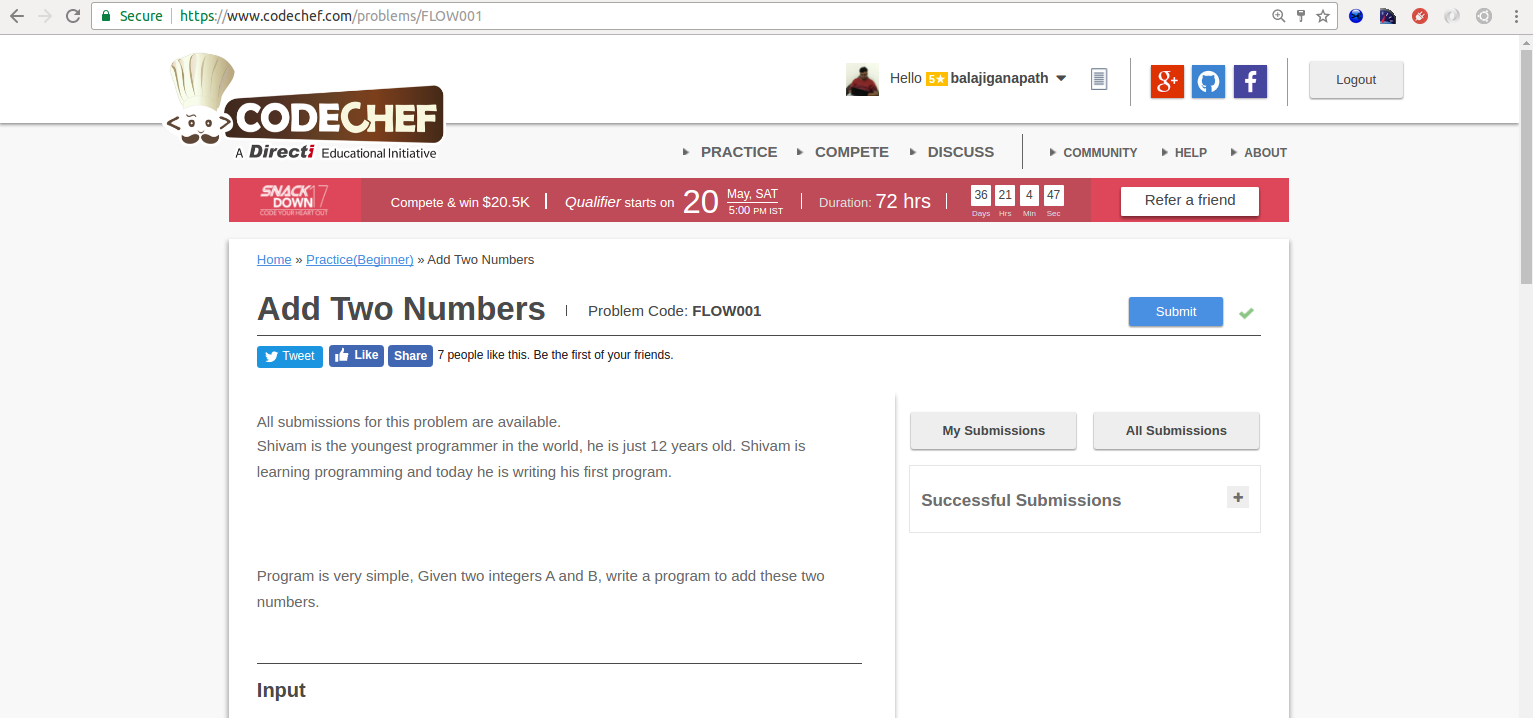 Secure https://www.codechef.com/problems/FLOW001
Hello 5★ balajiganapath
Logout
CODECHEF
A Directi Educational Initiative
PRACTICE COMPETE DISCUSS COMMUNITY HELP ABOUT
SNACK DOWN 17 CODE YOUR HEART OUT
Compete & win $20.5K
Qualifier starts on 20 May, SAT 5:00 PM IST
Duration: 72 hrs
36 21 4 47
Days Hrs Min Sec
Refer a friend
Home » Practice(Beginner) » Add Two Numbers
Add Two Numbers Problem Code: FLOW001 Submit
Tweet Like Share 7 people like this. Be the first of your friends.
All submissions for this problem are available.
Shivam is the youngest programmer in the world, he is just 12 years old. Shivam is
learning programming and today he is writing his first program.
Program is very simple, Given two integers A and B, write a program to add these two
numbers.
Input
My Submissions All Submissions
Successful Submissions +